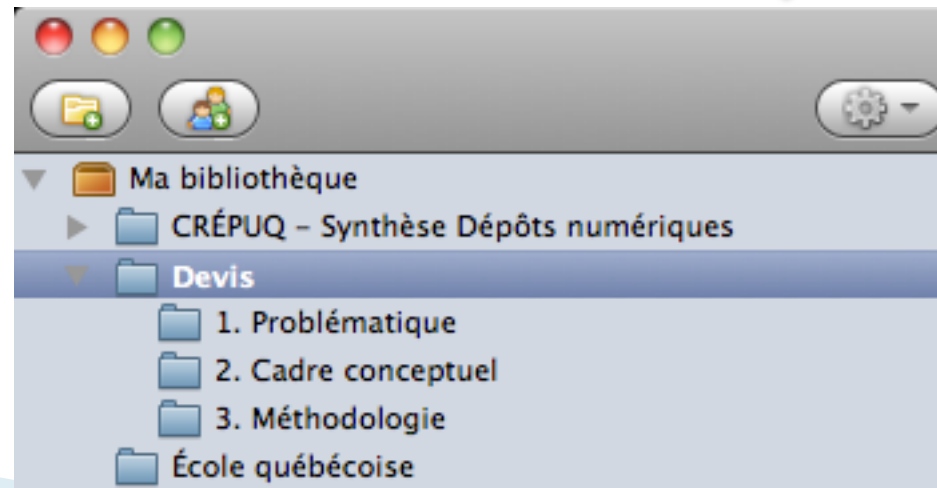 Ma bibliothèque
CRÉPUQ – Synthèse Dépôts numériques
Devis
1. Problématique
2. Cadre conceptuel
3. Méthodologie
École québécoise